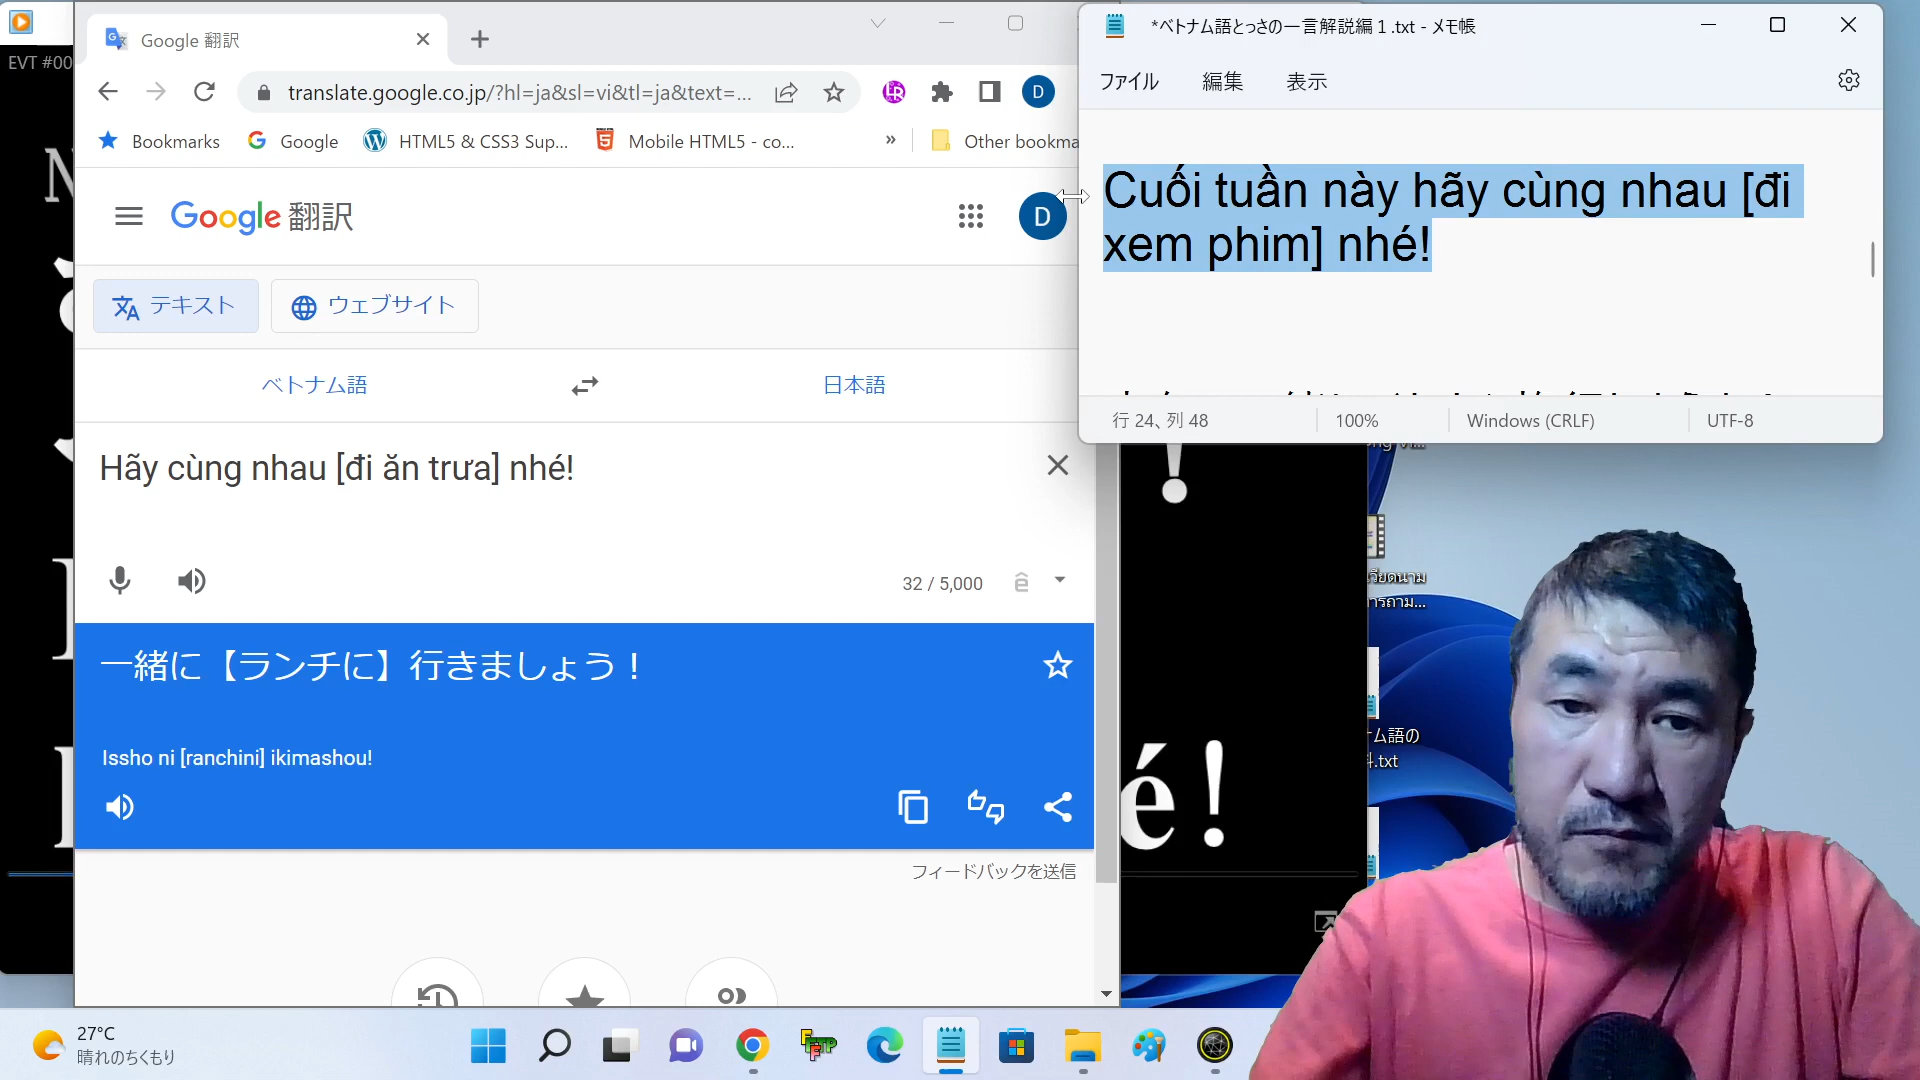 EVT #00
Google 翻訳
translate.google.co.jp/?hl=ja&sl=vi&tl=ja&text=...
D
Bookmarks
Google
HTML5 & CSS3 Sup...
Mobile HTML5 - co...
»
Other bookma
Google 翻訳
D
テキスト
ウェブサイト
ベトナム語
日本語
Hãy cùng nhau [đi ăn trưa] nhé!
32 / 5,000
一緒に【ランチに】行きましょう！
Issho ni [ranchini] ikimashou!
フィードバックを送信
*ベトナム語とっさの一言解説編１.txt - メモ帳
ファイル
編集
表示
Cuối tuần này hãy cùng nhau [đi
xem phim] nhé!
行 24、列 48
100%
Windows (CRLF)
UTF-8
!
é!
ム語の
.txt
27°C
晴れのちくもり